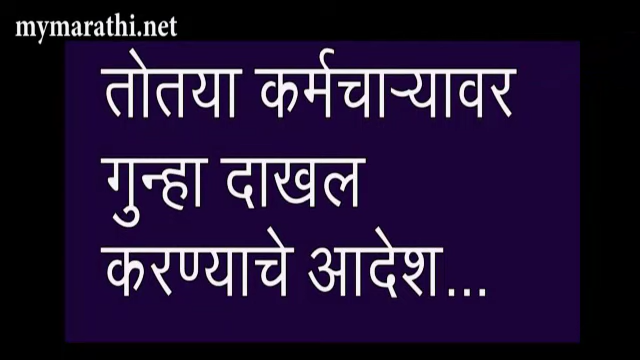 mymarathi.net
तोतया कर्मचाऱ्यावर
गुन्हा दाखल
करण्याचे आदेश...